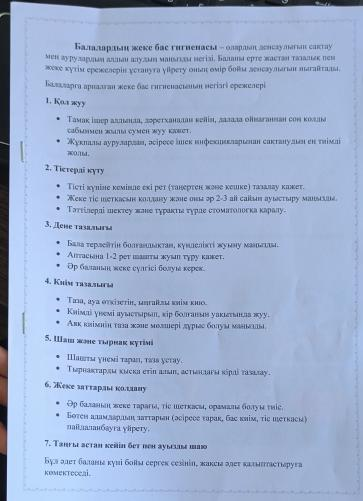 Балалардың жеке бас гигиенасы – олардың денсаулығын сақтау
мен аурулардың алдын алудың маңызды негізі. Баланы ерте жастан тазалық пен
жеке күтім ережелерін ұстануға үйрету оның өмір бойы денсаулығын нығайтады.
Балаларға арналған жеке бас гигиенасының негізгі ережелері
1. Қол жуу
• Тамақ ішер алдында, дәретханадан кейін, далада ойнағаннан соң қолды
сабынмен жылы сумен жуу қажет.
• Жұқпалы аурулардан, әсіресе ішек инфекцияларынан сақтанудың ең тиімді
жолы.
2. Тістерді күту
• Тісті күніне кемінде екі рет (таңертең және кешке) тазалау қажет.
• Жеке тіс щеткасын қолдану және оны әр 2-3 ай сайын ауыстыру маңызды.
• Тәттілерді шектеу және тұрақты түрде стоматологқа қаралу.
3. Дене тазалығы
• Бала терлейтін болғандықтан, күнделікті жуыну маңызды.
• Аптасына 1-2 рет шашты жуып тұру қажет.
• Әр баланың жеке сүлгісі болуы керек.
4. Киім тазалығы
• Таза, ауа өткізетін, ыңғайлы киім кию.
• Киімді үнемі ауыстырып, кір болғанын уақытында жуу.
• Аяқ киімнің таза және мөлшері дұрыс болуы маңызды.
5. Шаш және тырнақ күтімі
• Шашты үнемі тарап, таза ұстау.
• Тырнақтарды қысқа етіп алып, астындағы кірді тазалау.
6. Жеке заттарды қолдану
• Әр баланың жеке тарағы, тіс щеткасы, орамалы болуы тиіс.
• Бөтен адамдардың заттарын (әсіресе тарақ, бас киім, тіс щеткасы)
пайдаланбауға үйрету.
7. Таңғы астан кейін бет пен ауызды шаю
Бұл әдет баланы күні бойы сергек сезініп, жақсы әдет қалыптастыруға
көмектеседі.